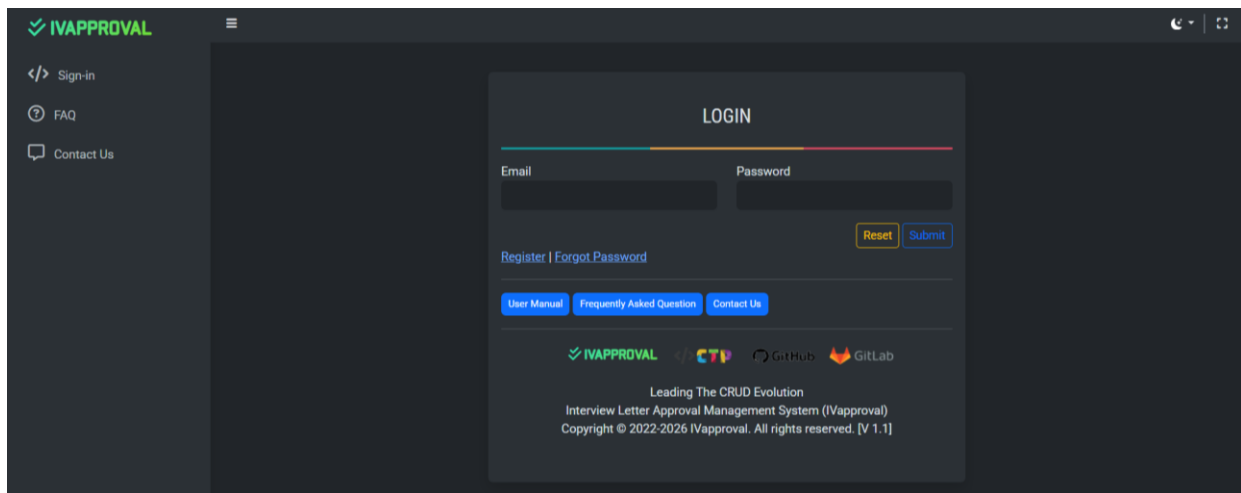 IVAPPROVAL
Sign-in
FAQ
Contact Us
LOGIN
Email Password
Reset Submit
Register | Forgot Password
User Manual Frequently Asked Question Contact Us
IVAPPROVAL </>CTP GitHub GitLab
Leading The CRUD Evolution
Interview Letter Approval Management System (IVapproval)
Copyright © 2022-2026 IVapproval. All rights reserved. [V 1.1]